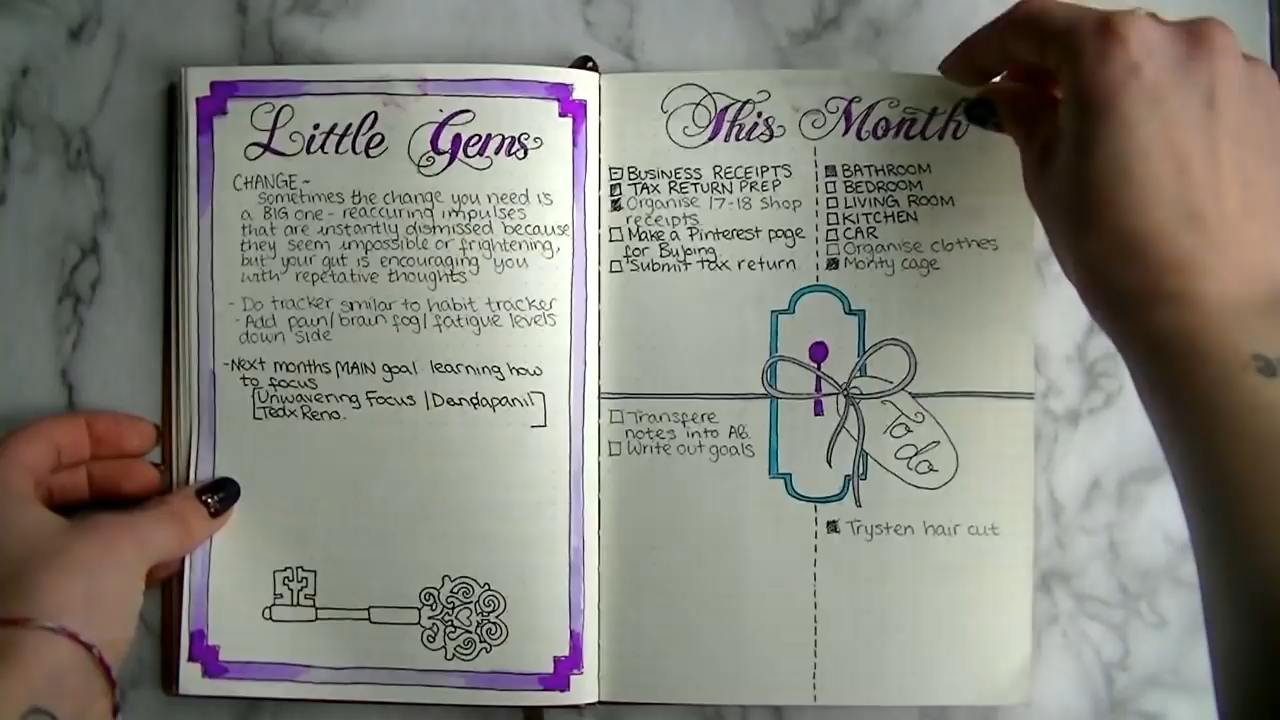 Little Gems
CHANGE~
Sometimes the change you need is
a BIG one - reaccuring impulses
that are instantly dismissed because
they seem impossible or frightening,
but your gut is encouraging you
with repetative thoughts
- Do tracker similar to habit tracker
- Add pain/brain fog/fatigue levels
down side
-Next months MAIN goal learning how
to focus
[Unwavering Focus | Dandapani |
TedX Reno.]
This Month
BUSINESS RECEIPTS
TAX RETURN PREP
Organise 17-18 Shop
receipts
Make a Pinterest page
for Bujoing
Submit tax return
BATHROOM
BEDROOM
LIVING ROOM
KITCHEN
CAR
Organise clothes
Monty cage
To do
Transfere
notes into
Write out goals
Trysten hair cut